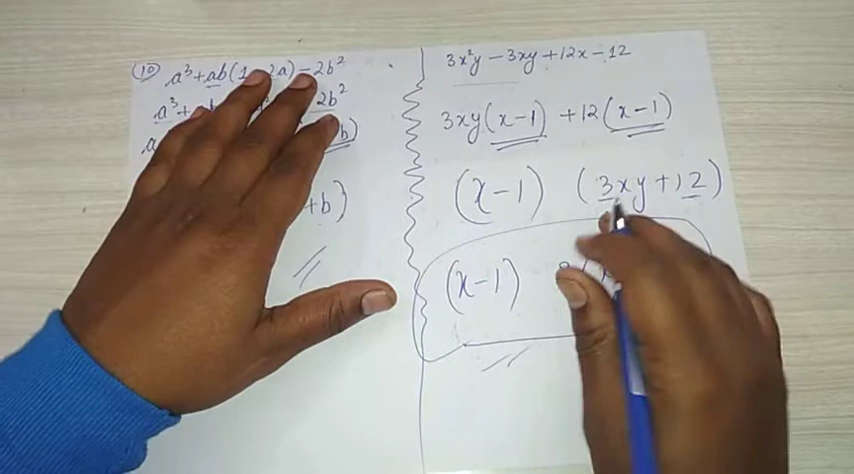 (10) a³ + ab(1 - 2a) - 2b²
a³ +
2b²
a
b)
+b)
3x²y - 3xy + 12x - 12
3xy(x-1) + 12(x-1)
(x-1) (3xy+12)
(x-1)